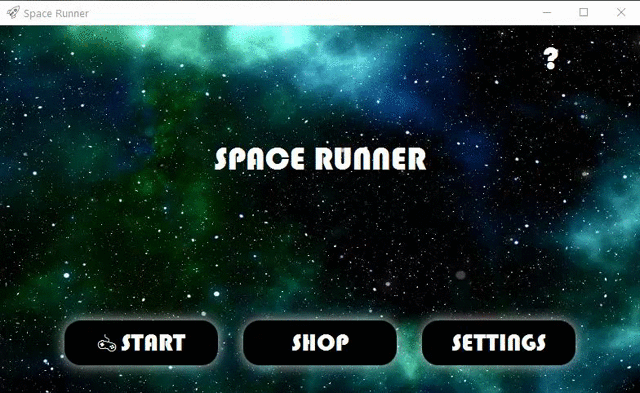 Space Runner
?
SPACE RUNNER
START
SHOP
SETTINGS